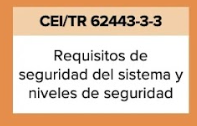 CEI/TR 62443-3-3
Requisitos de
seguridad del sistema y
niveles de seguridad